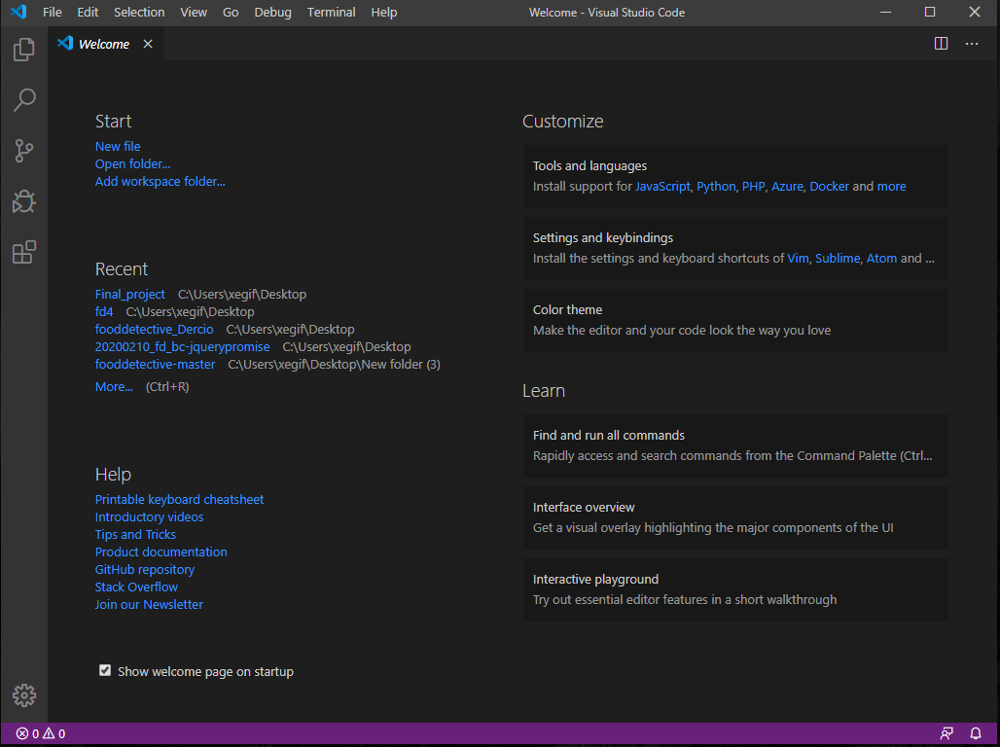 File Edit Selection View Go Debug Terminal Help Welcome - Visual Studio Code
Welcome
Start
New file
Open folder...
Add workspace folder...
Recent
Final_project C:\Users\xegif\Desktop
fd4 C:\Users\xegif\Desktop
fooddetective_Dercio C:\Users\xegif\Desktop
20200210_fd_bc-jquerypromise C:\Users\xegif\Desktop
fooddetective-master C:\Users\xegif\Desktop\New folder (3)
More... (Ctrl+R)
Help
Printable keyboard cheatsheet
Introductory videos
Tips and Tricks
Product documentation
GitHub repository
Stack Overflow
Join our Newsletter
Show welcome page on startup
Customize
Tools and languages
Install support for JavaScript, Python, PHP, Azure, Docker and more
Settings and keybindings
Install the settings and keyboard shortcuts of Vim, Sublime, Atom and ...
Color theme
Make the editor and your code look the way you love
Learn
Find and run all commands
Rapidly access and search commands from the Command Palette (Ctrl...
Interface overview
Get a visual overlay highlighting the major components of the UI
Interactive playground
Try out essential editor features in a short walkthrough
0 0